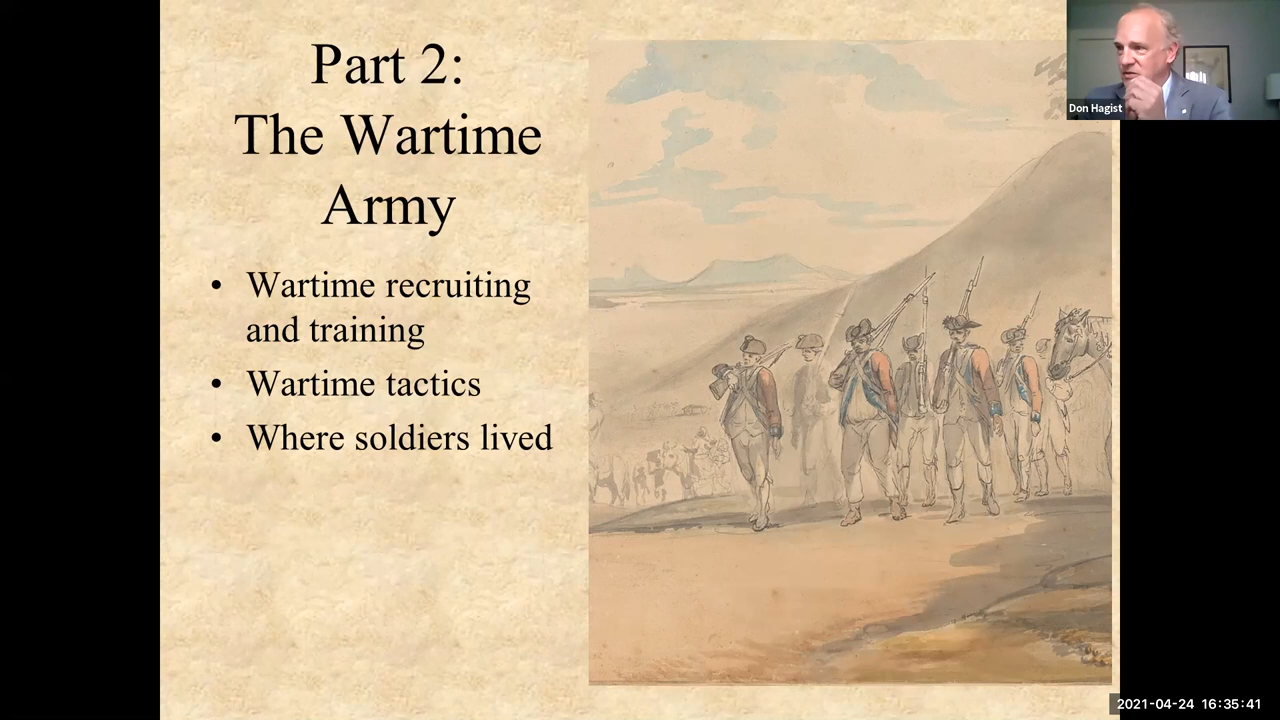 Part 2:
The Wartime
Army
• Wartime recruiting
and training
• Wartime tactics
• Where soldiers lived
Don Hagist
2021-04-24 16:35:41